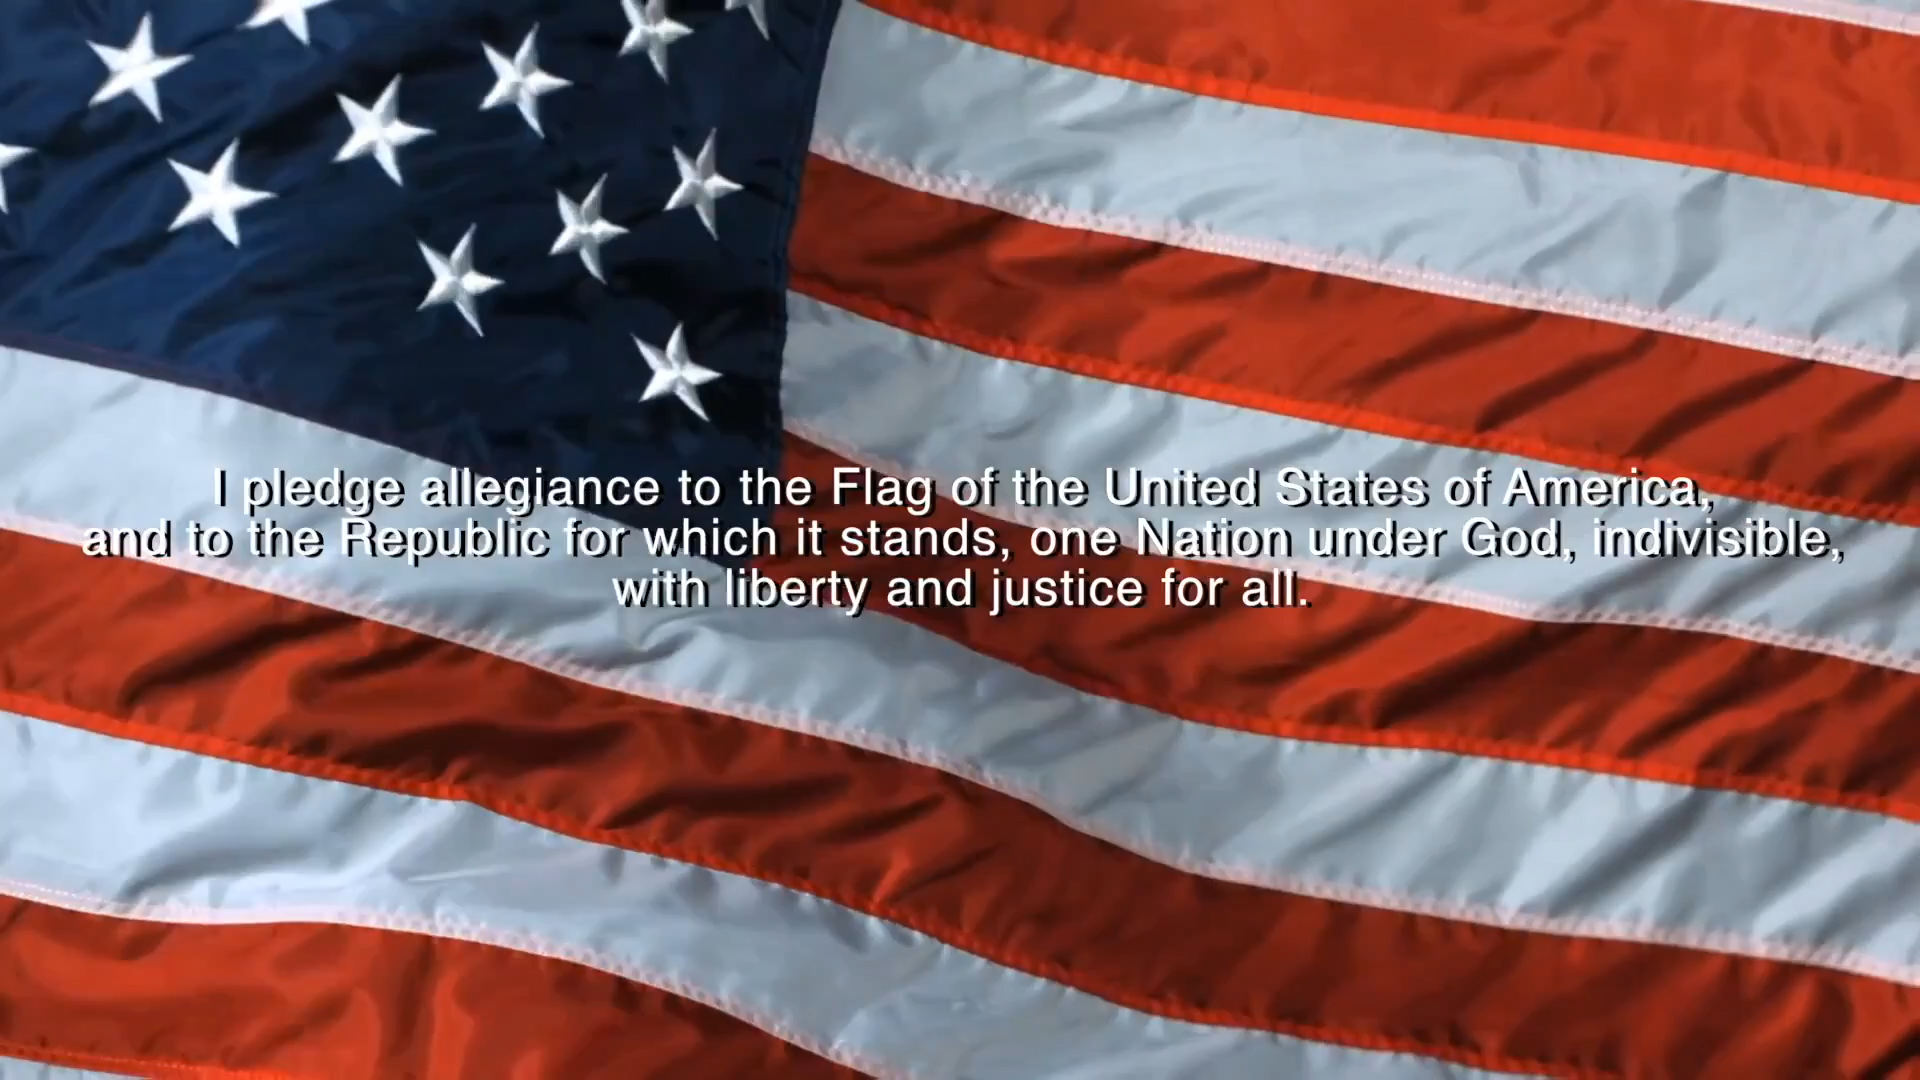 I pledge allegiance to the Flag of the United States of America,
and to the Republic for which it stands, one Nation under God, indivisible,
with liberty and justice for all.